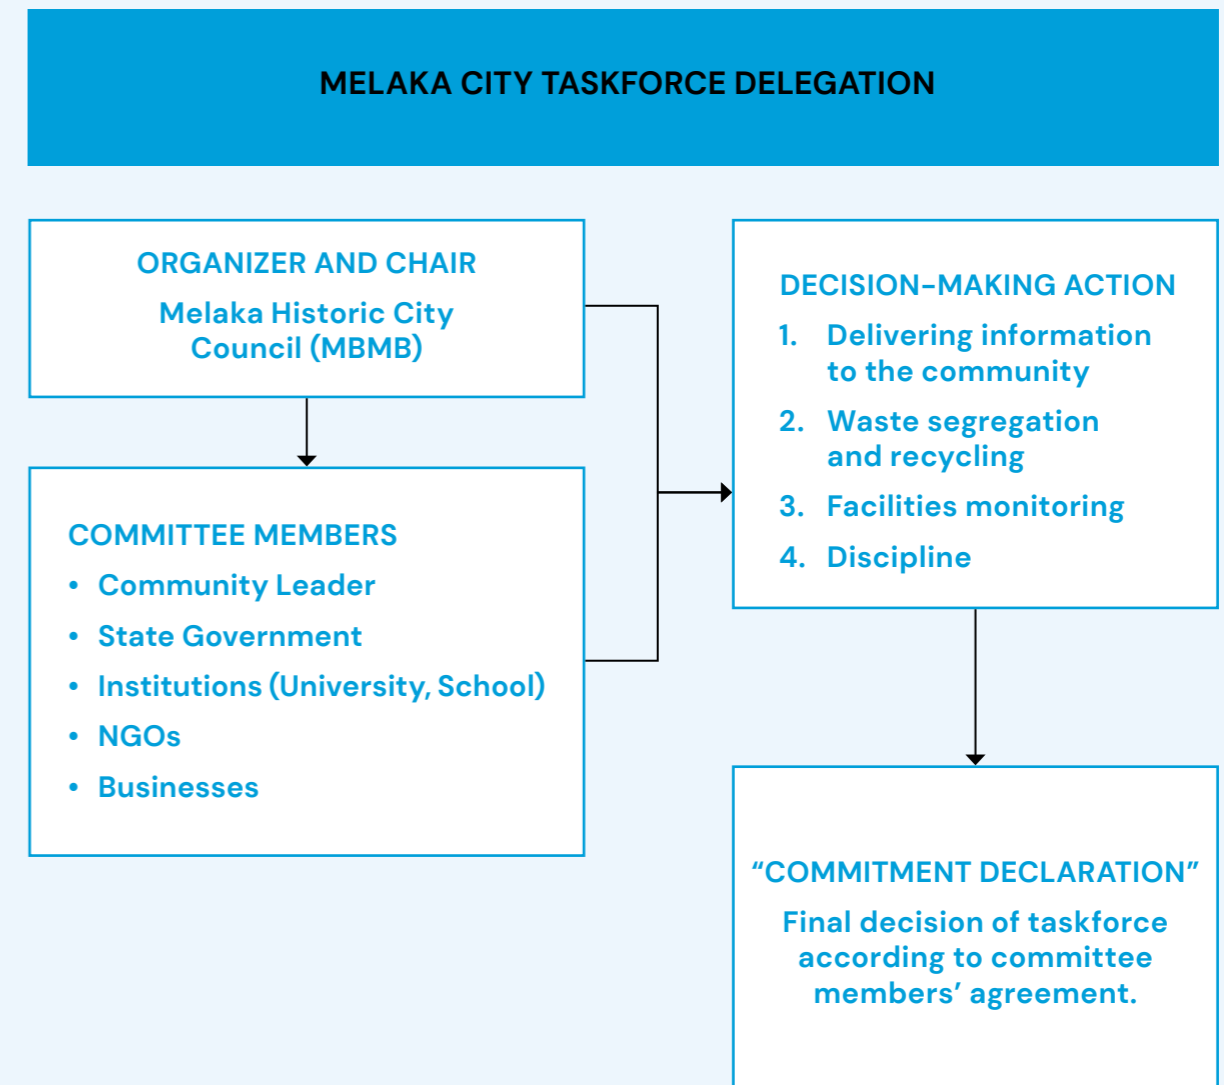 MELAKA CITY TASKFORCE DELEGATION
ORGANIZER AND CHAIR
Melaka Historic City
Council (MBMB)
COMMITTEE MEMBERS
• Community Leader
• State Government
• Institutions (University, School)
• NGOs
• Businesses
DECISION-MAKING ACTION
1. Delivering information
to the community
2. Waste segregation
and recycling
3. Facilities monitoring
4. Discipline
“COMMITMENT DECLARATION”
Final decision of taskforce
according to committee
members’ agreement.